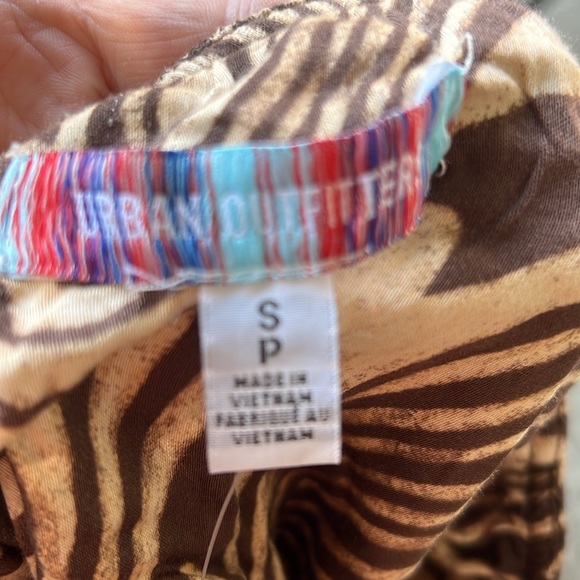 URBAN OUTFITTERS
S
P
MADE IN
VIETNAM
FABRIQUÉ AU
VIETNAM